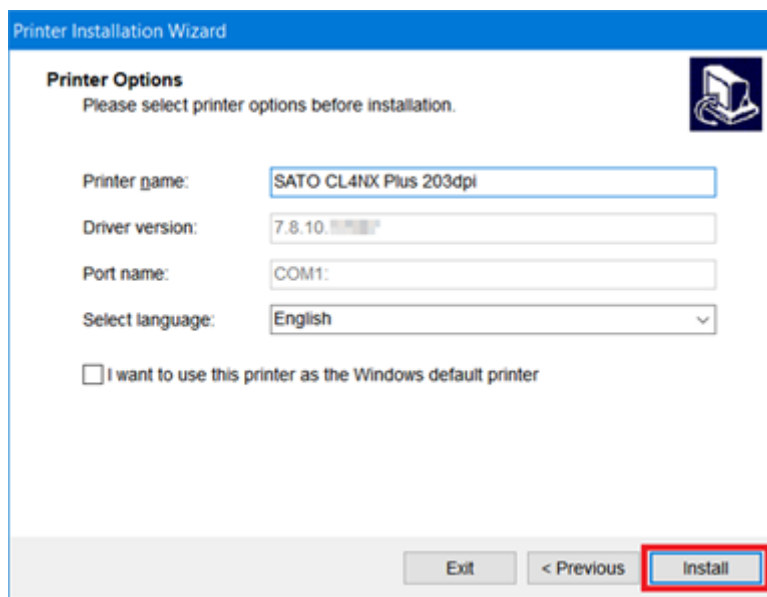 Printer Installation Wizard
Printer Options
Please select printer options before installation.
Printer name: SATO CL4NX Plus 203dpi
Driver version: 7.8.10.
Port name: COM1:
Select language: English
I want to use this printer as the Windows default printer
Exit < Previous Install